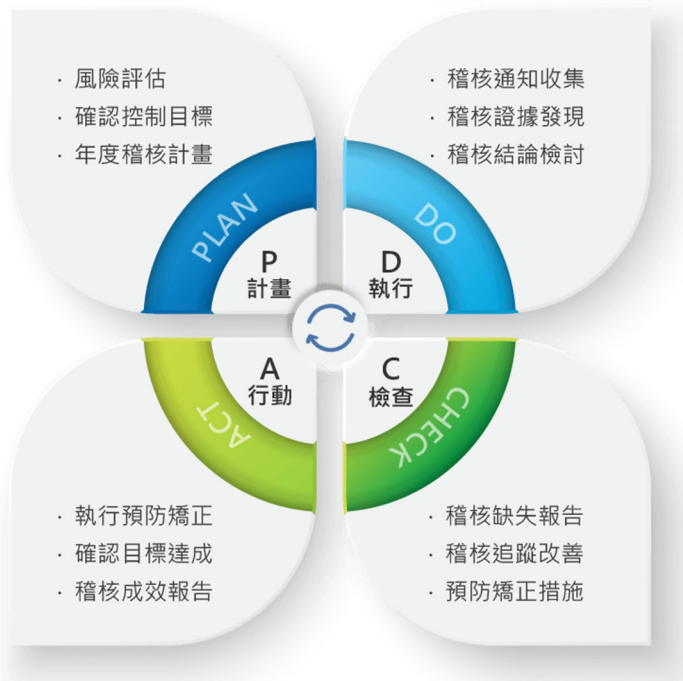 · 風險評估
· 確認控制目標
· 年度稽核計畫
PLAN
P
計畫
· 稽核通知收集
· 稽核證據發現
· 稽核結論檢討
DO
D
執行
A
行動
ACT
· 執行預防矯正
· 確認目標達成
· 稽核成效報告
C
檢查
CHECK
· 稽核缺失報告
· 稽核追蹤改善
· 預防矯正措施